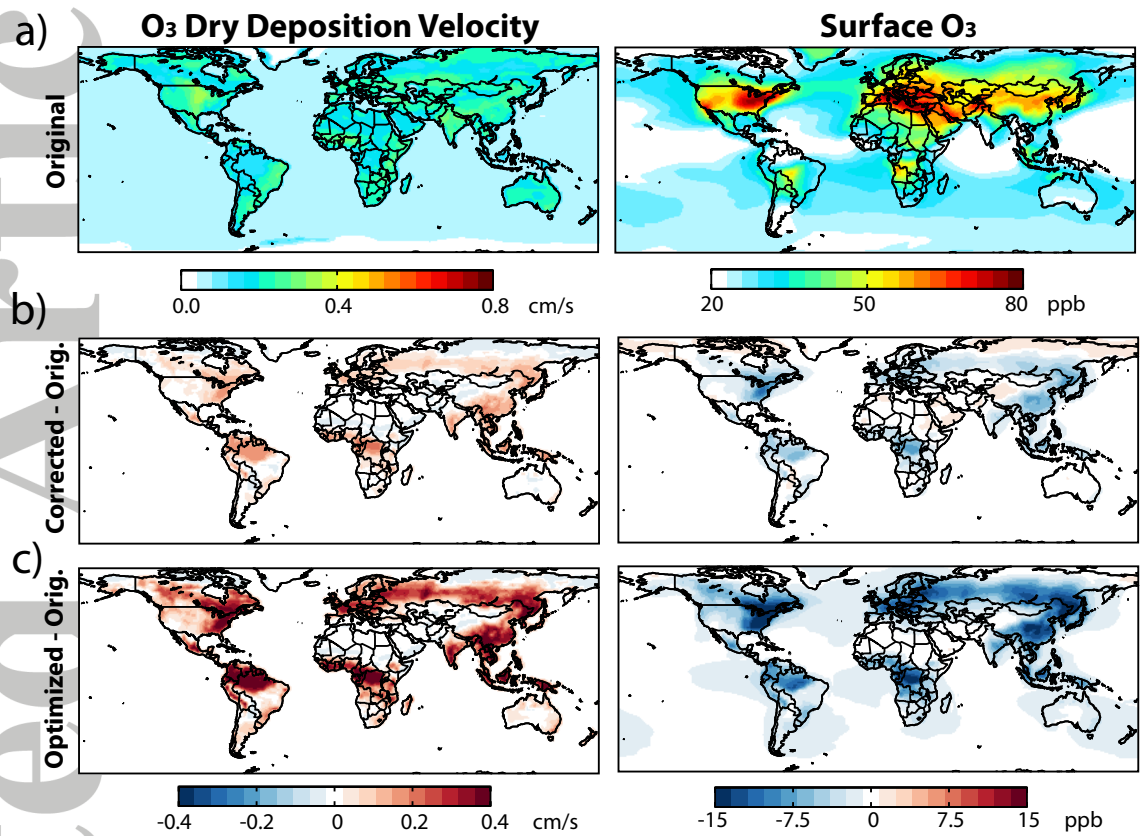 a)
O₃ Dry Deposition Velocity
Surface O₃
Original
0.0 0.4 0.8 cm/s
20 50 80 ppb
b)
Corrected - Orig.
c)
Optimized - Orig.
-0.4 -0.2 0 0.2 0.4 cm/s
-15 -7.5 0 7.5 15 ppb